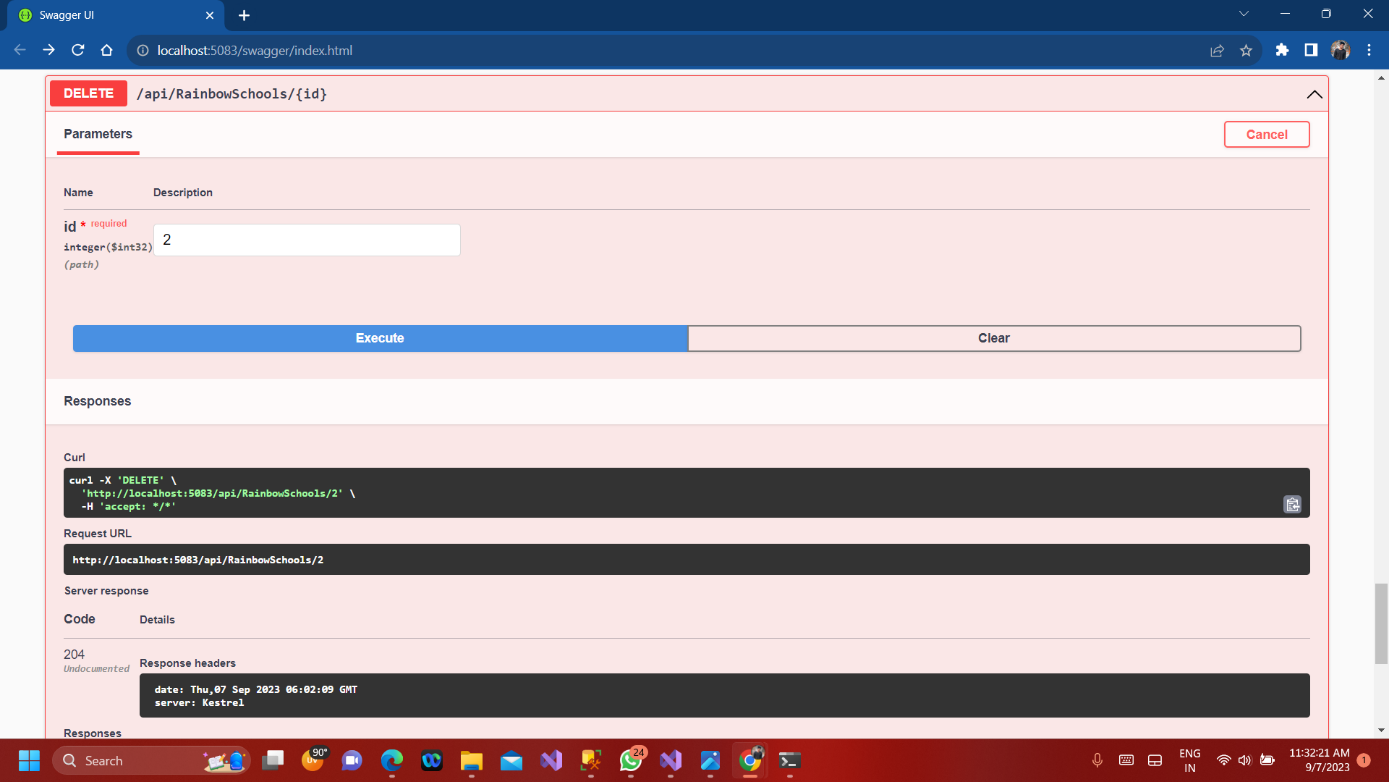 Swagger UI
localhost:5083/swagger/index.html
DELETE /api/RainbowSchools/{id}
Parameters
Cancel
Name Description
id * required
integer($int32)
(path)
2
Execute
Clear
Responses
Curl
curl -X 'DELETE' \
'http://localhost:5083/api/RainbowSchools/2' \
-H 'accept: */*'
Request URL
http://localhost:5083/api/RainbowSchools/2
Server response
Code Details
204
Undocumented
Response headers
date: Thu,07 Sep 2023 06:02:09 GMT
server: Kestrel
Responses
Search
90°
UV
24
ENG
IN
11:32:21 AM
9/7/2023
1